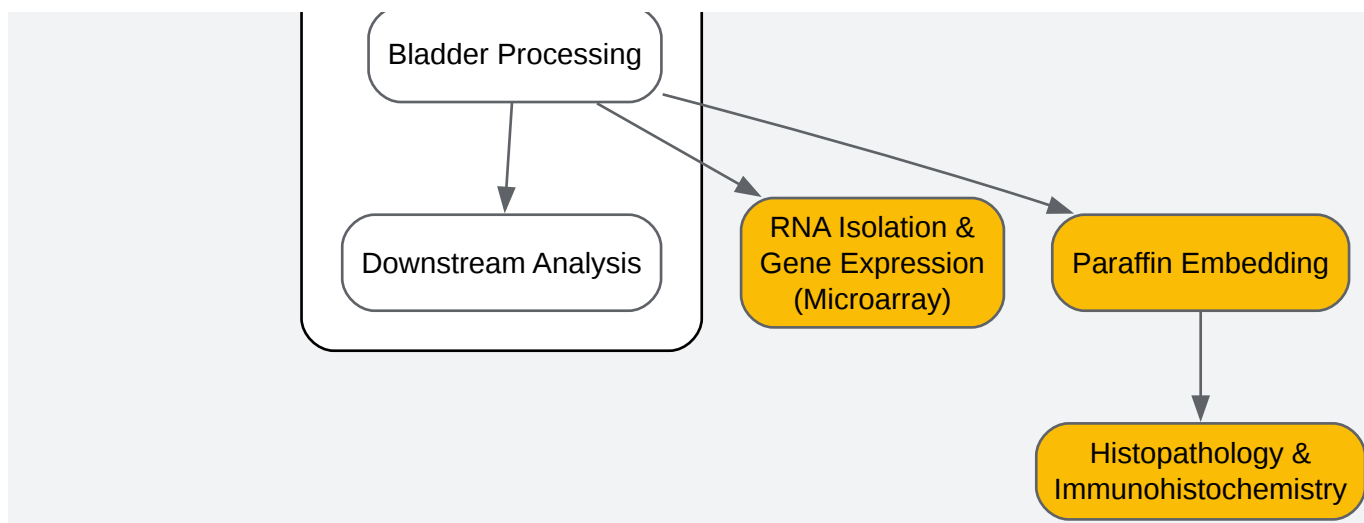 Bladder Processing
Downstream Analysis
RNA Isolation &
Gene Expression
(Microarray)
Paraffin Embedding
Histopathology &
Immunohistochemistry